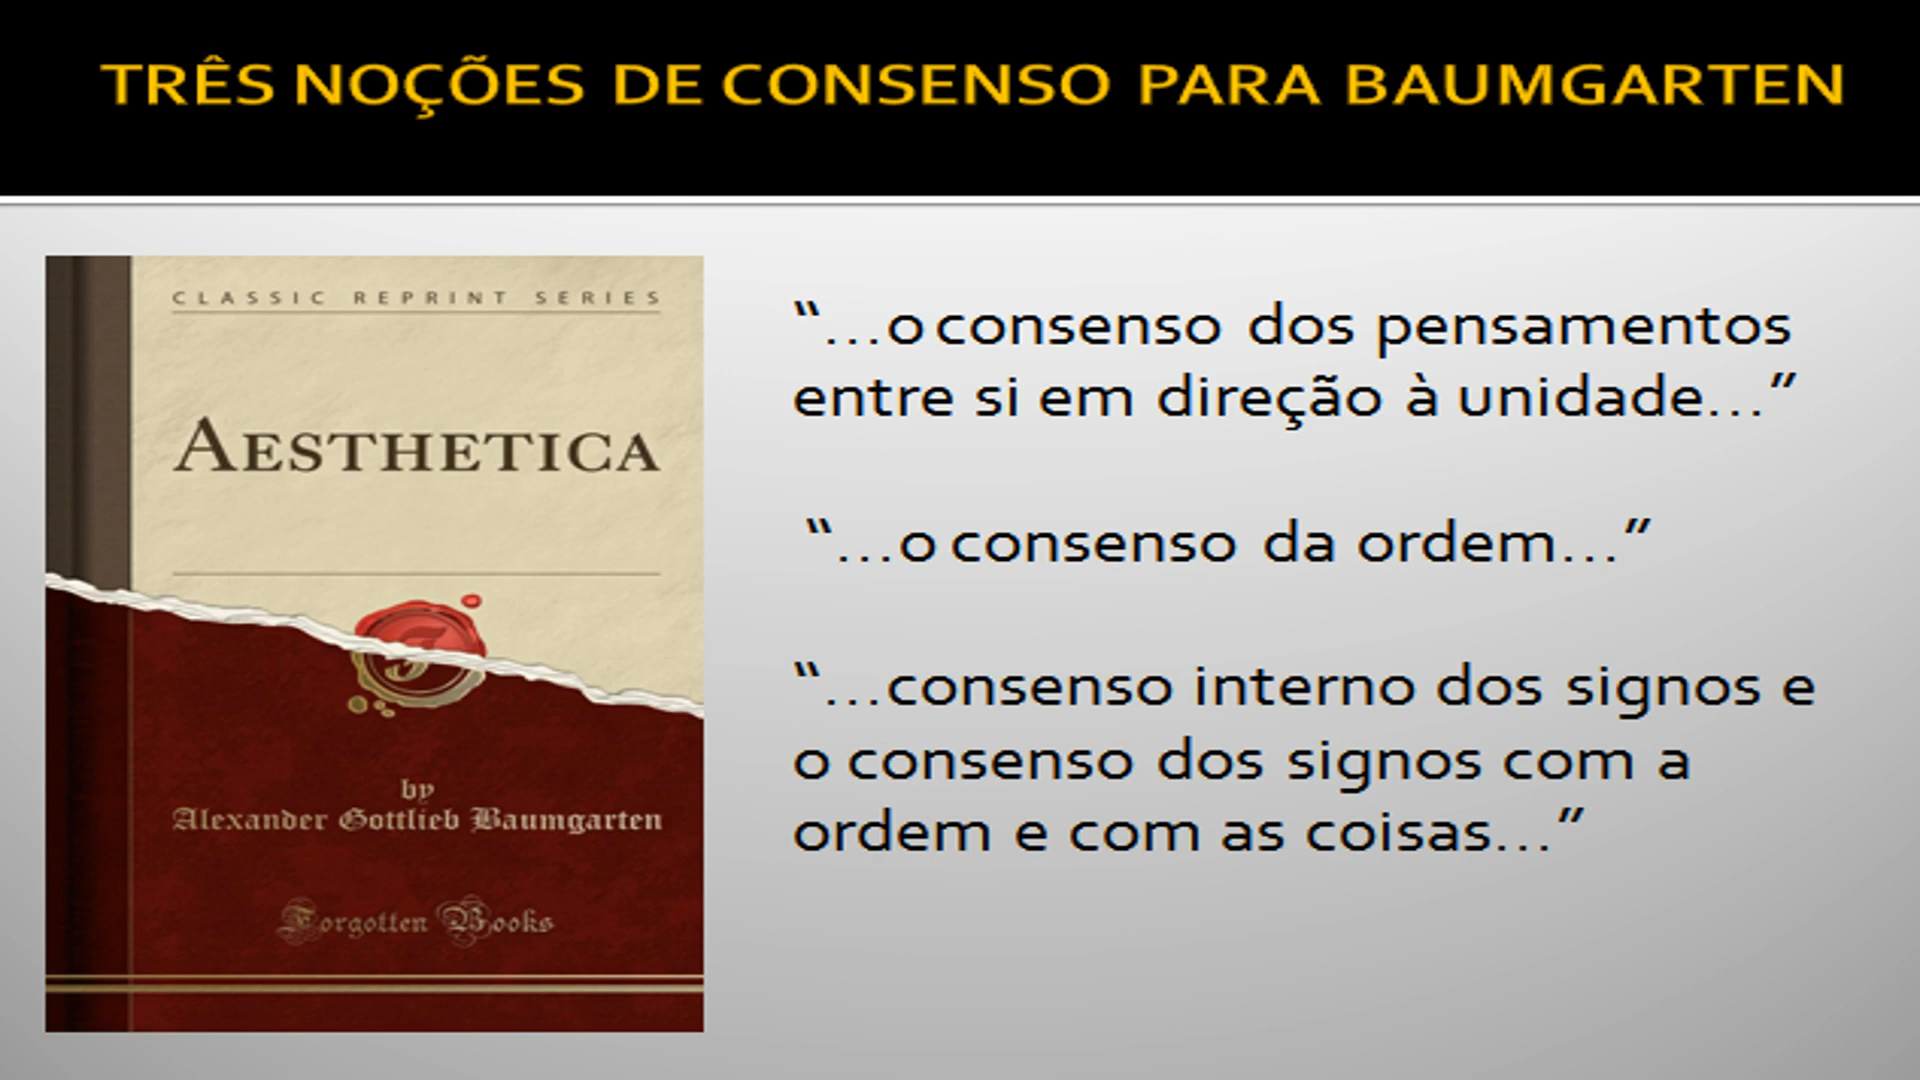 TRÊS NOÇÕES DE CONSENSO PARA BAUMGARTEN
CLASSIC REPRINT SERIES
AESTHETICA
by
Alexander Gottlieb Baumgarten
Forgotten Books
“...o consenso dos pensamentos
entre si em direção à unidade...”
“...o consenso da ordem...”
“...consenso interno dos signos e
o consenso dos signos com a
ordem e com as coisas...”